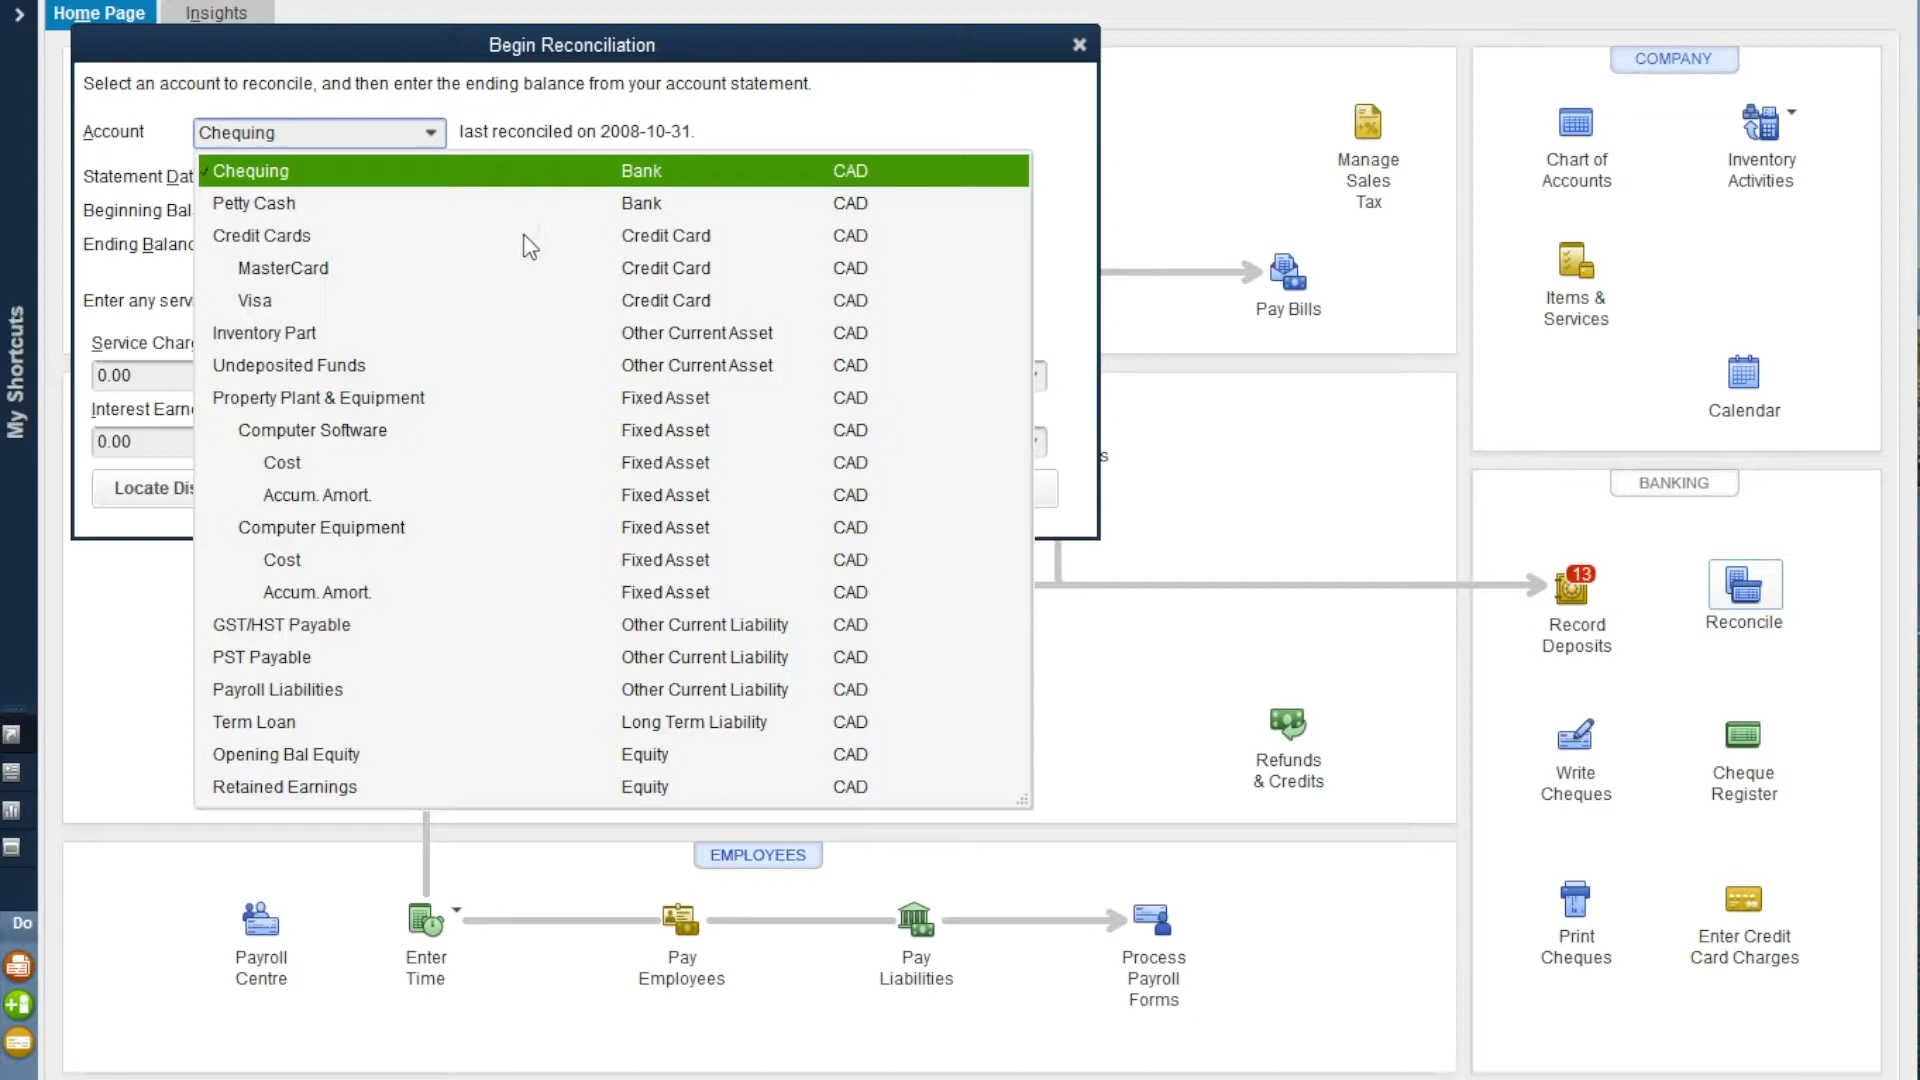 Home Page
Insights
Begin Reconciliation
Select an account to reconcile, and then enter the ending balance from your account statement.
Account
Chequing
last reconciled on 2008-10-31.
Statement Dat
Beginning Bal
Ending Balanc
Enter any serv
Service Charg
0.00
Interest Earne
0.00
Locate Dis
Chequing Bank CAD
Petty Cash Bank CAD
Credit Cards Credit Card CAD
MasterCard Credit Card CAD
Visa Credit Card CAD
Inventory Part Other Current Asset CAD
Undeposited Funds Other Current Asset CAD
Property Plant & Equipment Fixed Asset CAD
Computer Software Fixed Asset CAD
Cost Fixed Asset CAD
Accum. Amort. Fixed Asset CAD
Computer Equipment Fixed Asset CAD
Cost Fixed Asset CAD
Accum. Amort. Fixed Asset CAD
GST/HST Payable Other Current Liability CAD
PST Payable Other Current Liability CAD
Payroll Liabilities Other Current Liability CAD
Term Loan Long Term Liability CAD
Opening Bal Equity Equity CAD
Retained Earnings Equity CAD
s
My Shortcuts
Do
Manage
Sales
Tax
Pay Bills
Refunds
& Credits
COMPANY
Chart of
Accounts
Inventory
Activities
Items &
Services
Calendar
BANKING
13
Record
Deposits
Reconcile
Write
Cheques
Cheque
Register
Print
Cheques
Enter Credit
Card Charges
EMPLOYEES
Payroll
Centre
Enter
Time
Pay
Employees
Pay
Liabilities
Process
Payroll
Forms